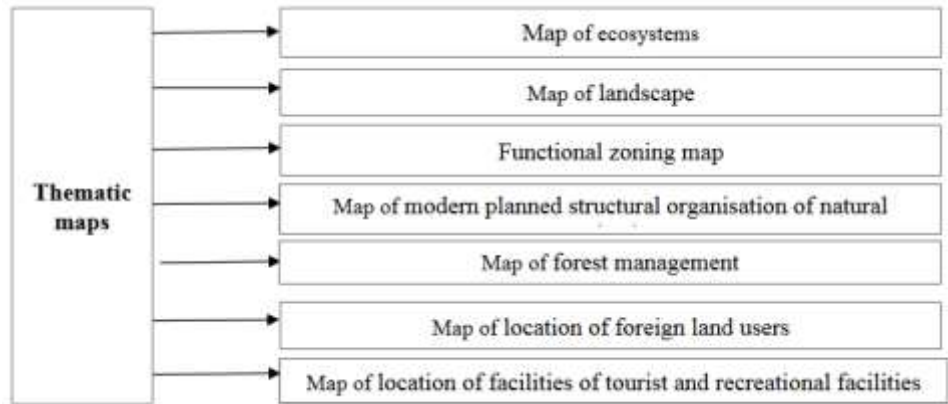 Thematic
maps
Map of ecosystems
Map of landscape
Functional zoning map
Map of modern planned structural organisation of natural
Map of forest management
Map of location of foreign land users
Map of location of facilities of tourist and recreational facilities